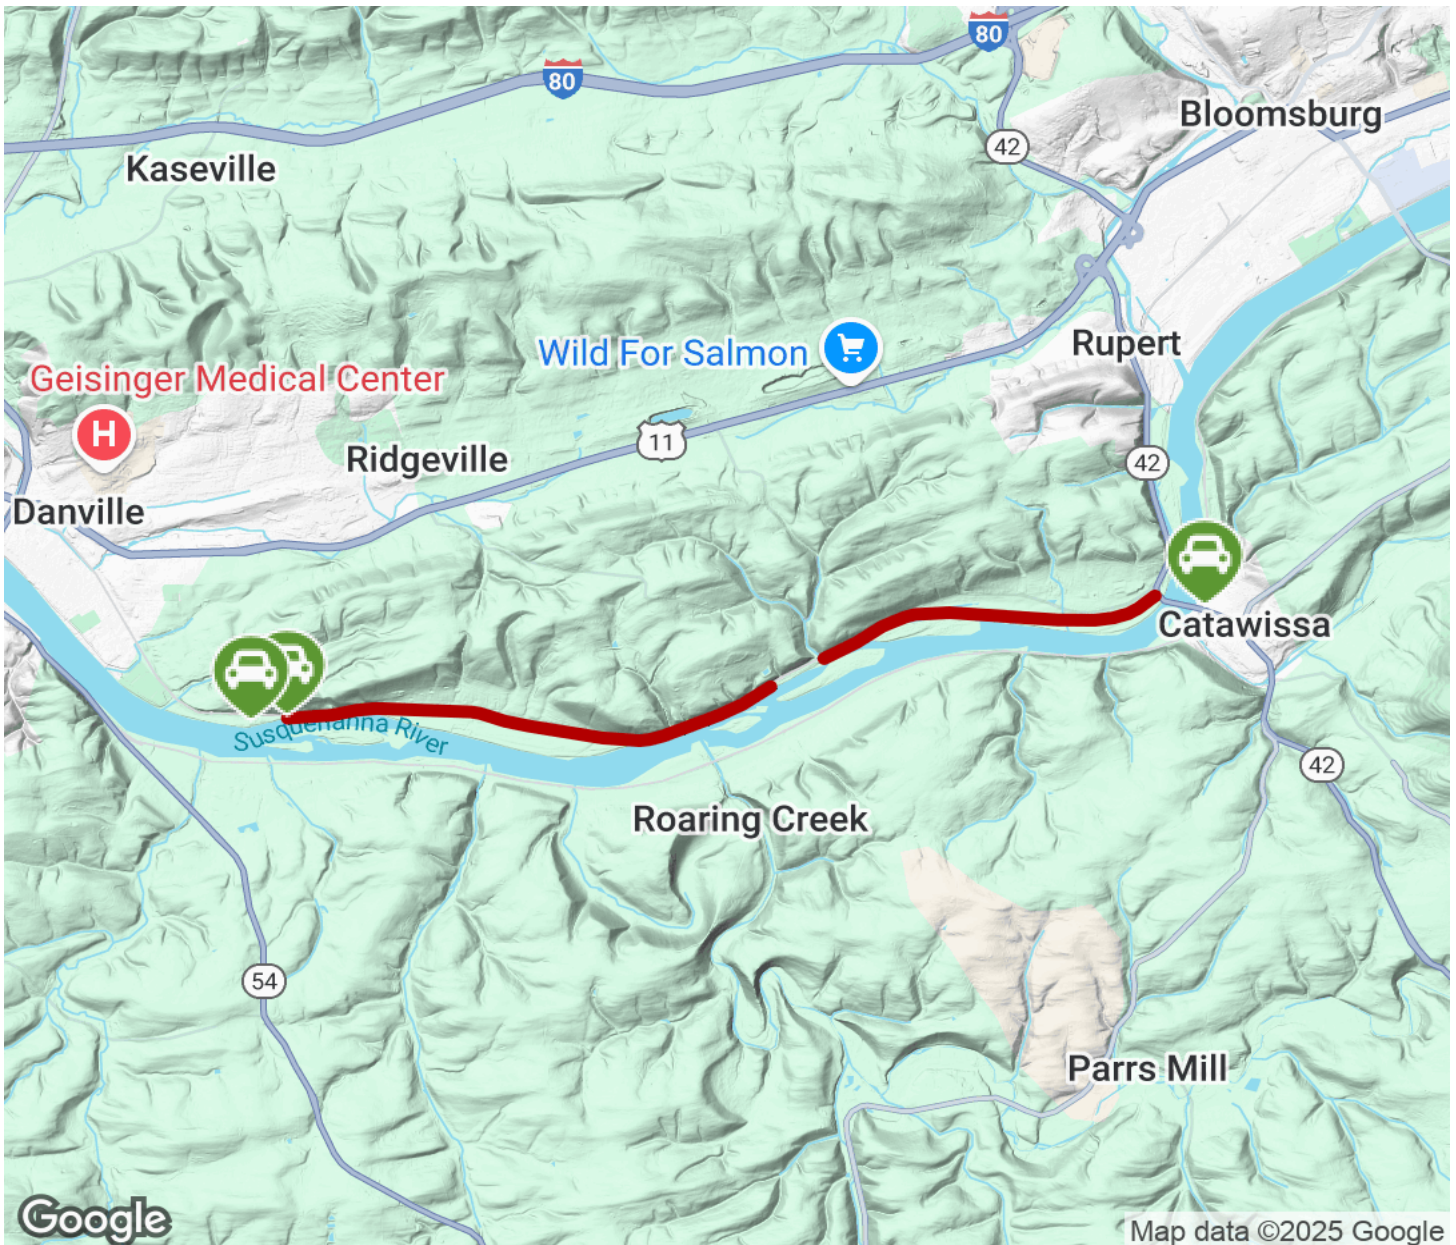 80
80
Bloomsburg
42
Kaseville
Rupert
Wild For Salmon
Geisinger Medical Center
H
11
Ridgeville
42
Danville
Catawissa
Susquehanna River
42
Roaring Creek
54
Parrs Mill
Google
Map data ©2025 Google